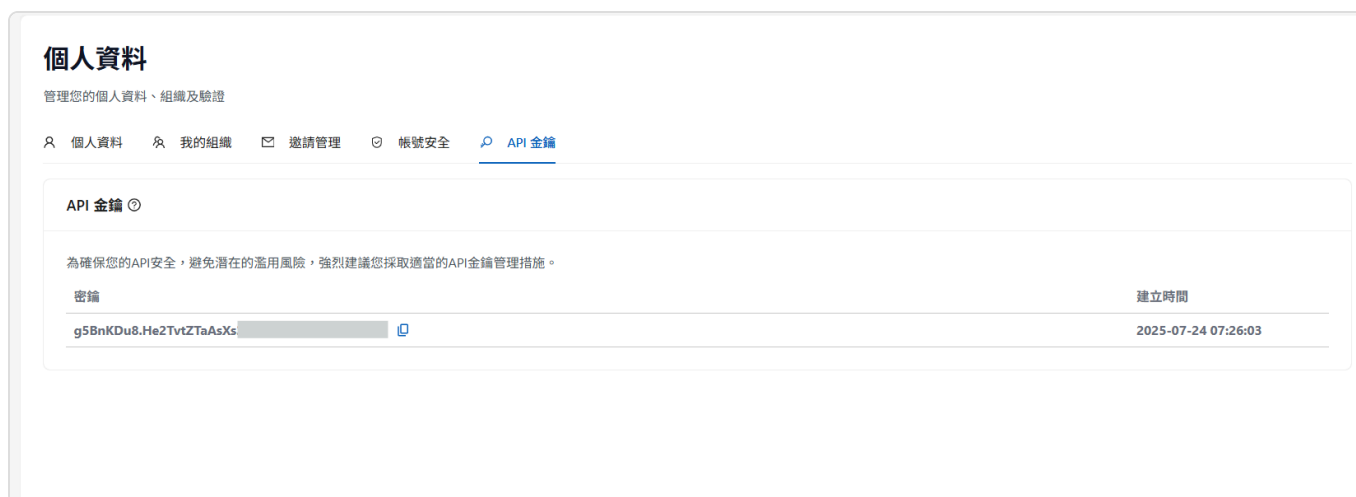 個人資料
管理您的個人資料、組織及驗證
個人資料 我的組織 邀請管理 帳號安全 API 金鑰
API 金鑰
為確保您的API安全，避免潛在的濫用風險，強烈建議您採取適當的API金鑰管理措施。
密鑰 建立時間
g5BnKDu8.He2TvtZTaAsXs 2025-07-24 07:26:03